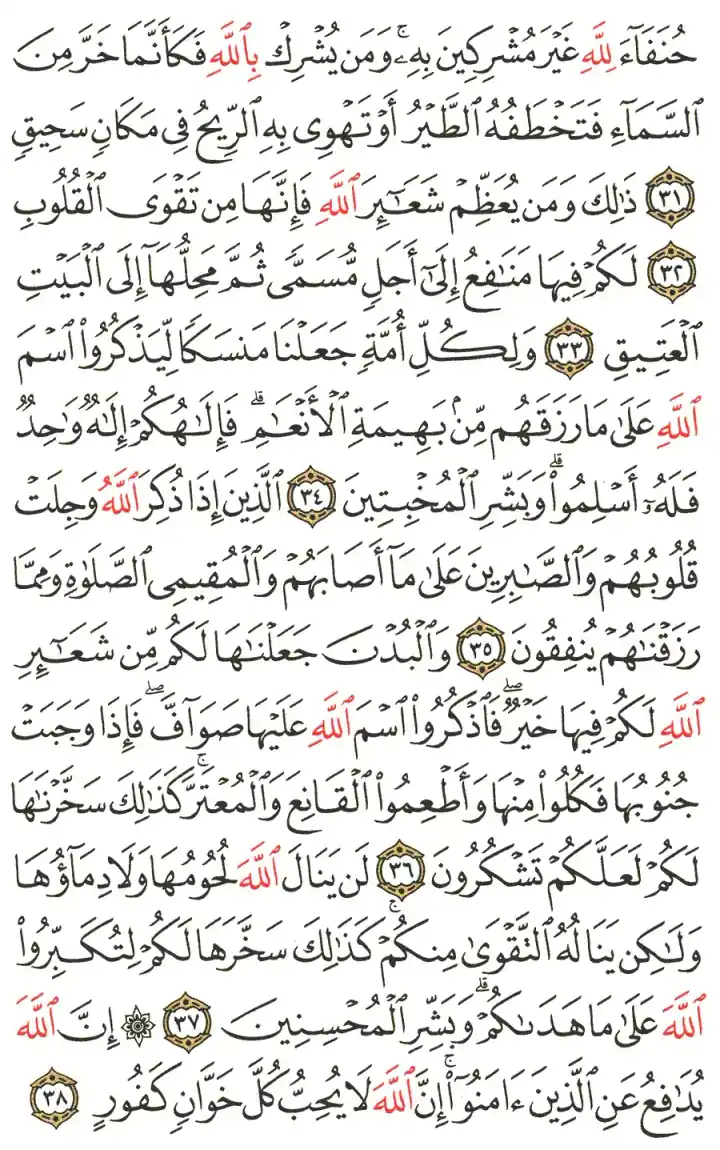 حُنَفَآءَ لِلَّهِ غَيۡرَ مُشۡرِكِينَ بِهِۦۚ وَمَن يُشۡرِكۡ بِٱللَّهِ فَكَأَنَّمَا خَرَّ مِنَ
ٱلسَّمَآءِ فَتَخۡطَفُهُ ٱلطَّيۡرُ أَوۡ تَهۡوِي بِهِ ٱلرِّيحُ فِي مَكَانٖ سَحِيقٖ
٣١ ذَٰلِكَۖ وَمَن يُعَظِّمۡ شَعَٰٓئِرَ ٱللَّهِ فَإِنَّهَا مِن تَقۡوَى ٱلۡقُلُوبِ
٣٢ لَكُمۡ فِيهَا مَنَٰفِعُ إِلَىٰٓ أَجَلٖ مُّسَمّٗى ثُمَّ مَحِلُّهَآ إِلَى ٱلۡبَيۡتِ
ٱلۡعَتِيقِ ٣٣ وَلِكُلِّ أُمَّةٖ جَعَلۡنَا مَنسَكٗا لِّيَذۡكُرُواْ ٱسۡمَ
ٱللَّهِ عَلَىٰ مَا رَزَقَهُم مِّنۢ بَهِيمَةِ ٱلۡأَنۡعَٰمِۗ فَإِلَٰهُكُمۡ إِلَٰهٞ وَٰحِدٞ
فَلَهُۥٓ أَسۡلِمُواْۗ وَبَشِّرِ ٱلۡمُخۡبِتِينَ ٣٤ ٱلَّذِينَ إِذَا ذُكِرَ ٱللَّهُ وَجِلَتۡ
قُلُوبُهُمۡ وَٱلصَّٰبِرِينَ عَلَىٰ مَآ أَصَابَهُمۡ وَٱلۡمُقِيمِي ٱلصَّلَوٰةِ وَمِمَّا
رَزَقۡنَٰهُمۡ يُنفِقُونَ ٣٥ وَٱلۡبُدۡنَ جَعَلۡنَٰهَا لَكُم مِّن شَعَٰٓئِرِ
ٱللَّهِ لَكُمۡ فِيهَا خَيۡرٞۖ فَٱذۡكُرُواْ ٱسۡمَ ٱللَّهِ عَلَيۡهَا صَوَآفَّۖ فَإِذَا وَجَبَتۡ
جُنُوبُهَا فَكُلُواْ مِنۡهَا وَأَطۡعِمُواْ ٱلۡقَانِعَ وَٱلۡمُعۡتَرَّۚ كَذَٰلِكَ سَخَّرۡنَٰهَا
لَكُمۡ لَعَلَّكُمۡ تَشۡكُرُونَ ٣٦ لَن يَنَالَ ٱللَّهَ لُحُومُهَا وَلَا دِمَآؤُهَا
وَلَٰكِن يَنَالُهُ ٱلتَّقۡوَىٰ مِنكُمۡۚ كَذَٰلِكَ سَخَّرَهَا لَكُمۡ لِتُكَبِّرُواْ
ٱللَّهَ عَلَىٰ مَا هَدَىٰكُمۡۗ وَبَشِّرِ ٱلۡمُحۡسِنِينَ ٣٧ ۞ إِنَّ ٱللَّهَ
يُدَٰفِعُ عَنِ ٱلَّذِينَ ءَامَنُوٓاْۚ إِنَّ ٱللَّهَ لَا يُحِبُّ كُلَّ خَوَّانٖ كَفُورٍ ٣٨